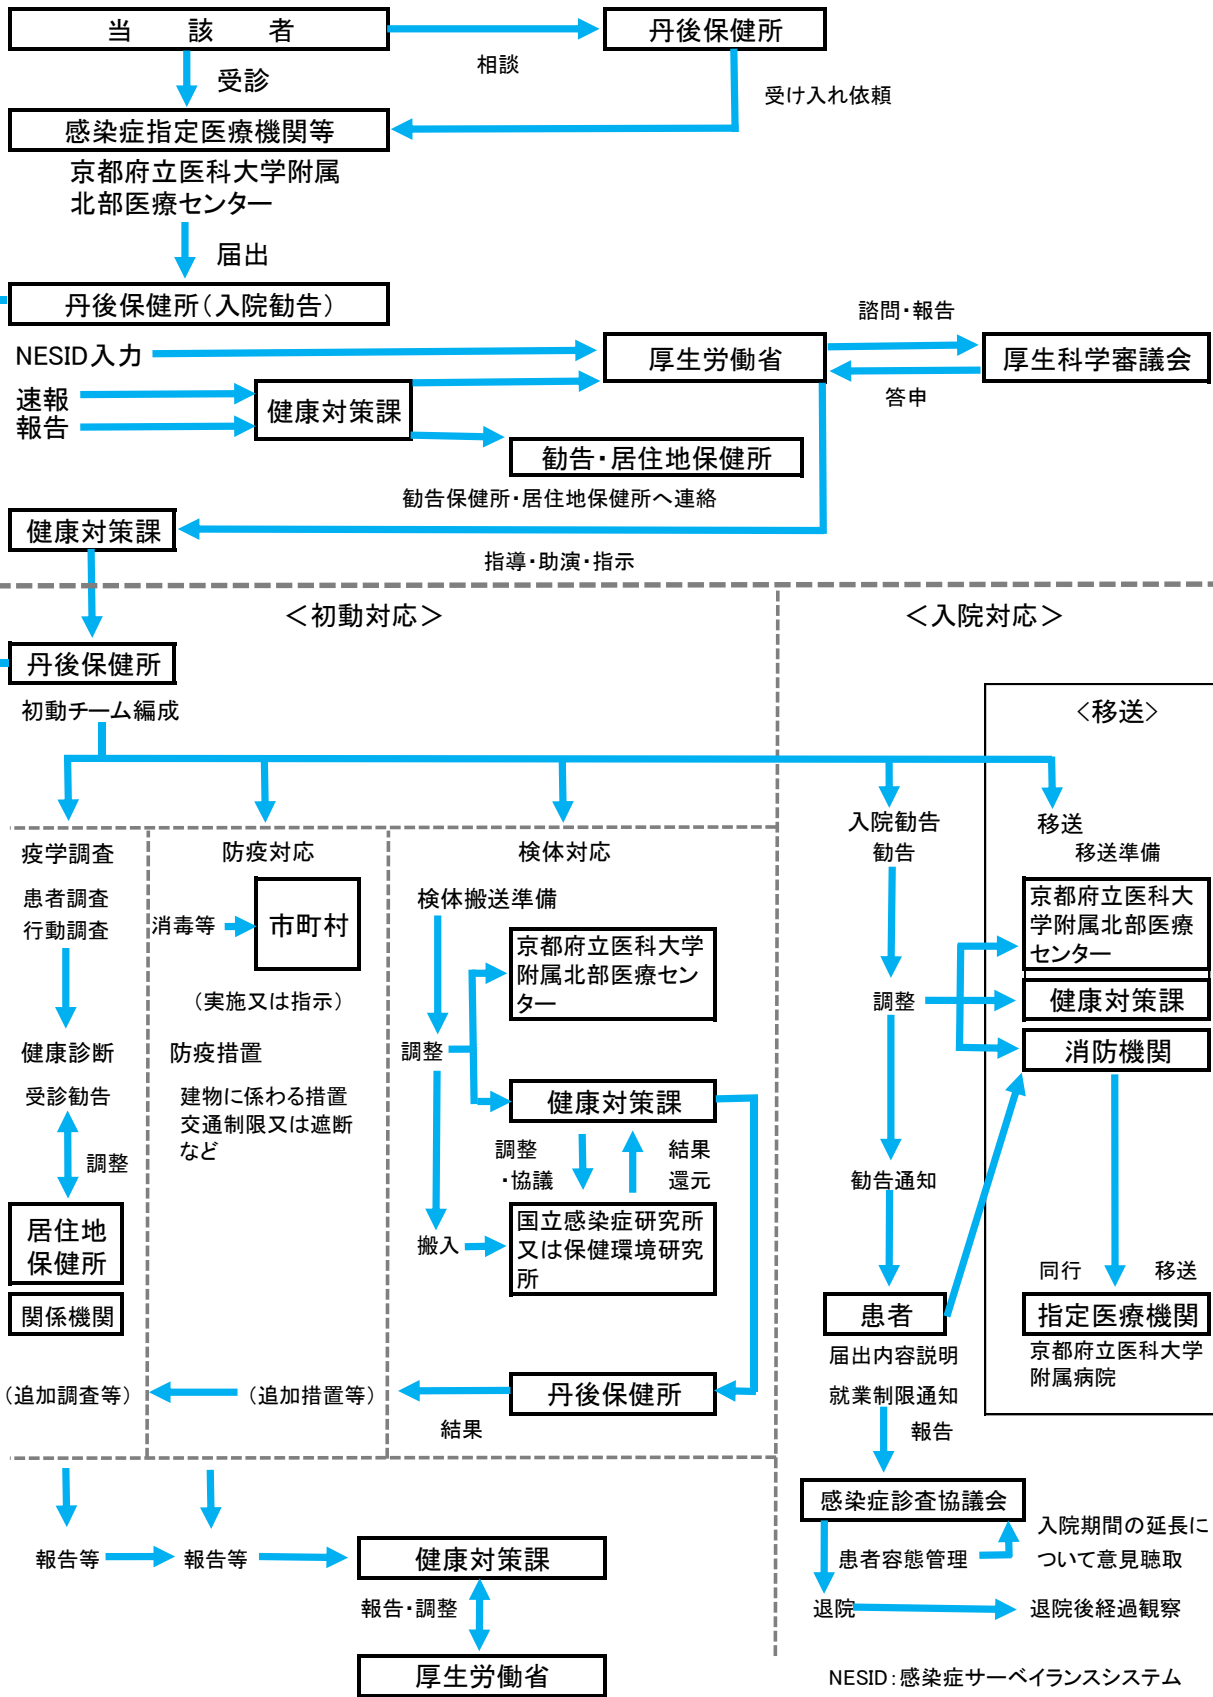 当　該　者
丹後保健所
相談
受診
受け入れ依頼
感染症指定医療機関等
京都府立医科大学附属
北部医療センター
届出
丹後保健所（入院勧告）
諮問・報告
NESID入力
厚生労働省
厚生科学審議会
答申
速報
報告
健康対策課
勧告・居住地保健所
勧告保健所・居住地保健所へ連絡
健康対策課
指導・助演・指示
＜初動対応＞
＜入院対応＞
丹後保健所
初動チーム編成
<移送>
入院勧告
勧告
移送
移送準備
疫学調査
患者調査
行動調査
防疫対応
消毒等
市町村
（実施又は指示）
検体対応
検体搬送準備
京都府立医科大学
附属北部医療セン
ター
京都府立医科大
学附属北部医療
センター
調整
健康対策課
消防機関
健康診断
受診勧告
調整
防疫措置
建物に係わる措置
交通制限又は遮断
など
調整
健康対策課
調整
・協議
結果
還元
勧告通知
居住地
保健所
関係機関
搬入
国立感染症研究所
又は保健環境研究
所
同行
移送
患者
指定医療機関
京都府立医科大学
附属病院
届出内容説明
就業制限通知
報告
（追加調査等）
（追加措置等）
丹後保健所
結果
感染症診査協議会
入院期間の延長に
ついて意見聴取
患者容態管理
退院
退院後経過観察
報告等
報告等
健康対策課
報告・調整
厚生労働省
NESID：感染症サーベイランスシステム